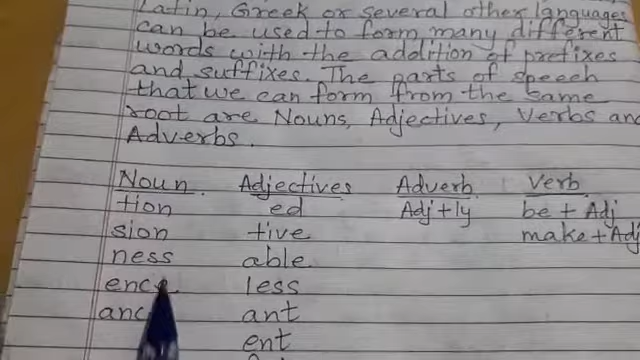 Latin, Greek or several other languages
can be used to form many different
words with the addition of prefixes
and suffixes. The parts of speech
that we can form from the same
root are Nouns, Adjectives, Verbs and
Adverbs.
Noun Adjectives Adverb Verb
tion ed Adj+ly be + Adj
sion tive make+Adj
ness able
ence less
anc ant
ent